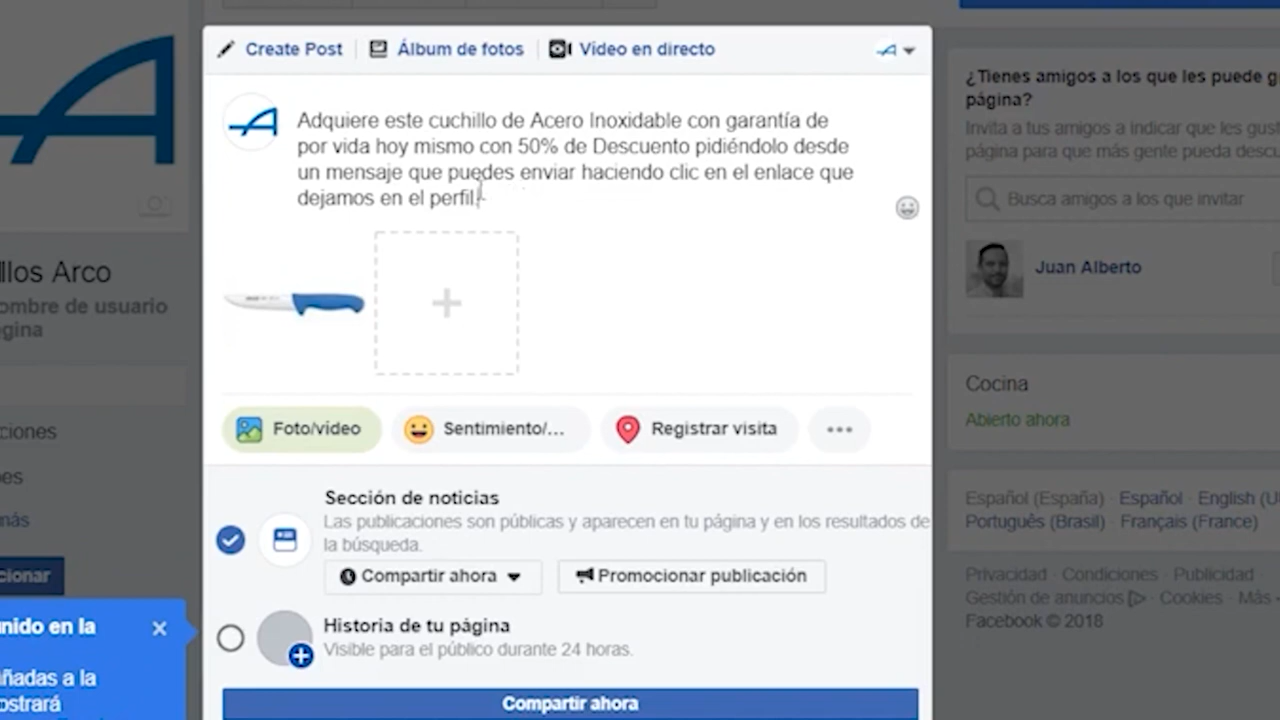 Create Post
Álbum de fotos
Vídeo en directo
Adquiere este cuchillo de Acero Inoxidable con garantía de
por vida hoy mismo con 50% de Descuento pidiéndolo desde
un mensaje que puedes enviar haciendo clic en el enlace que
dejamos en el perfil.
Foto/vídeo
Sentimiento/...
Registrar visita
Sección de noticias
Las publicaciones son públicas y aparecen en tu página y en los resultados de
la búsqueda.
Compartir ahora
Promocionar publicación
Historia de tu página
Visible para el público durante 24 horas.
Compartir ahora
llos Arco
ombre de usuario
gina
ciones
es
más
cionar
nido en la
ñadas a la
ostrará
¿Tienes amigos a los que les puede g
página?
Invita a tus amigos a indicar que les gus
página para que más gente pueda descu
Busca amigos a los que invitar
Juan Alberto
Cocina
Abierto ahora
Español (España) · Español · English (U
Português (Brasil) · Français (France)
Privacidad · Condiciones · Publicidad ·
Gestión de anuncios · Cookies · Más
Facebook © 2018